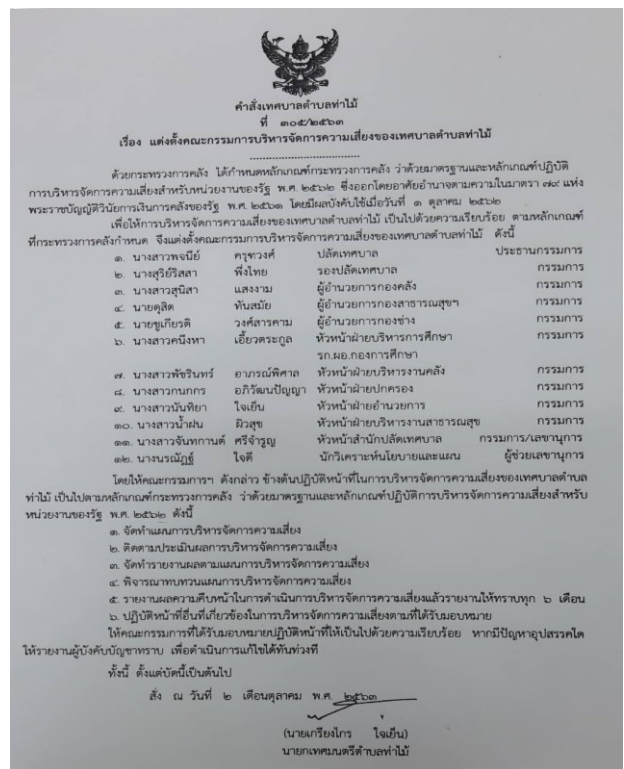 คำสั่งเทศบาลตำบลท่าไม้
ที่ ๓๐๕/๒๕๖๓
เรื่อง แต่งตั้งคณะกรรมการบริหารจัดการความเสี่ยงของเทศบาลตำบลท่าไม้
.................................
ด้วยกระทรวงการคลัง ได้กำหนดหลักเกณฑ์กระทรวงการคลัง ว่าด้วยมาตรฐานและหลักเกณฑ์ปฏิบัติ
การบริหารจัดการความเสี่ยงสำหรับหน่วยงานของรัฐ พ.ศ. ๒๕๖๒ ซึ่งออกโดยอาศัยอำนาจตามความในมาตรา ๗๙ แห่ง
พระราชบัญญัติวินัยการเงินการคลังของรัฐ พ.ศ. ๒๕๖๑ โดยมีผลบังคับใช้เมื่อวันที่ ๑ ตุลาคม ๒๕๖๒
เพื่อให้การบริหารจัดการความเสี่ยงของเทศบาลตำบลท่าไม้ เป็นไปด้วยความเรียบร้อย ตามหลักเกณฑ์
ที่กระทรวงการคลังกำหนด จึงแต่งตั้งคณะกรรมการบริหารจัดการความเสี่ยงของเทศบาลตำบลท่าไม้ ดังนี้
๑. นางสาวพจนีย์ ครุฑวงศ์ ปลัดเทศบาล ประธานกรรมการ
๒. นางสุริย์ริสสา พึ่งไทย รองปลัดเทศบาล กรรมการ
๓. นางสาวสุนิสา แสงงาม ผู้อำนวยการกองคลัง กรรมการ
๔. นายดุสิต ทันสมัย ผู้อำนวยการกองสาธารณสุขฯ กรรมการ
๕. นายชูเกียรติ วงศ์สารคาม ผู้อำนวยการกองช่าง กรรมการ
๖. นางสาวคนึงหา เอี้ยวตระกูล หัวหน้าฝ่ายบริหารการศึกษา กรรมการ
รก.ผอ.กองการศึกษา
๗. นางสาวพัชรินทร์ อาภรณ์พิศาล หัวหน้าฝ่ายบริหารงานคลัง กรรมการ
๘. นางสาวกนกกร อภิวัฒนปัญญา หัวหน้าฝ่ายปกครอง กรรมการ
๙. นางสาวนันทิยา ใจเย็น หัวหน้าฝ่ายอำนวยการ กรรมการ
๑๐. นางสาวน้ำฝน ผิวสุข หัวหน้าฝ่ายบริหารงานสาธารณสุข กรรมการ
๑๑. นางสาวจันทกานต์ ศรีจำรูญ หัวหน้าสำนักปลัดเทศบาล กรรมการ/เลขานุการ
๑๒. นางนรณัฏฐ์ ใจดี นักวิเคราะห์นโยบายและแผน ผู้ช่วยเลขานุการ
โดยให้คณะกรรมการฯ ดังกล่าว ข้างต้นปฏิบัติหน้าที่ในการบริหารจัดการความเสี่ยงของเทศบาลตำบล
ท่าไม้ เป็นไปตามหลักเกณฑ์กระทรวงการคลัง ว่าด้วยมาตรฐานและหลักเกณฑ์ปฏิบัติการบริหารจัดการความเสี่ยงสำหรับ
หน่วยงานของรัฐ พ.ศ. ๒๕๖๒ ดังนี้
๑. จัดทำแผนการบริหารจัดการความเสี่ยง
๒. ติดตามประเมินผลการบริหารจัดการความเสี่ยง
๓. จัดทำรายงานผลตามแผนการบริหารจัดการความเสี่ยง
๔. พิจารณาทบทวนแผนการบริหารจัดการความเสี่ยง
๕. รายงานผลความคืบหน้าในการดำเนินการบริหารจัดการความเสี่ยงแล้วรายงานให้ทราบทุก ๖ เดือน
๖. ปฏิบัติหน้าที่อื่นที่เกี่ยวข้องในการบริหารจัดการความเสี่ยงตามที่ได้รับมอบหมาย
ให้คณะกรรมการที่ได้รับมอบหมายปฏิบัติหน้าที่ให้เป็นไปด้วยความเรียบร้อย หากมีปัญหาอุปสรรคใด
ให้รายงานผู้บังคับบัญชาทราบ เพื่อดำเนินการแก้ไขได้ทันท่วงที
ทั้งนี้ ตั้งแต่บัดนี้เป็นต้นไป
สั่ง ณ วันที่ ๒ เดือนตุลาคม พ.ศ. ๒๕๖๓
(นายเกรียงไกร ใจเย็น)
นายกเทศมนตรีตำบลท่าไม้